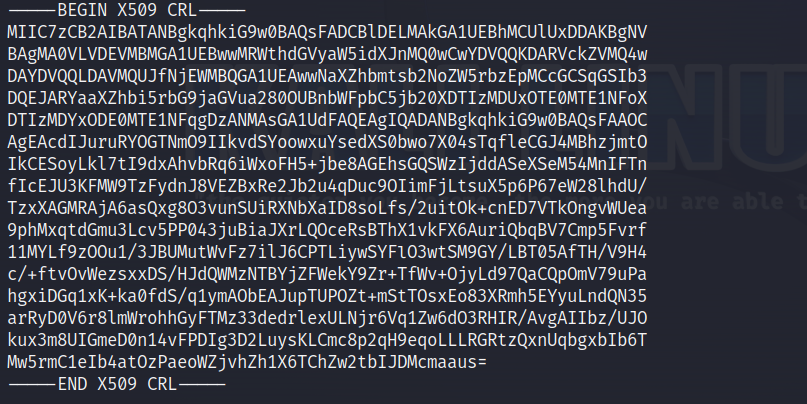 -----BEGIN X509 CRL-----
MIIC7zCB2AIBATANBgkqhkiG9w0BAQsFADCBlDELMAkGA1UEBhMCUlUxDDAKBgNV
BAgMA0VLVDEVMBMGA1UEBwwMRWthdGVyaW5idXJnMQ0wCwYDVQQKDARVckZVMQ4w
DAYDVQQLDAVMQUJfNjEWMBQGA1UEAwwNaXZhbmtsb2NoZW5rbzEpMCcGCSqGSIb3
DQEJARYaaXZhbi5rbG9jaGVua280OUBnbWFpbC5jb20XDTIzMDUxOTE0MTE1NFoX
DTIzMDYxODE0MTE1NFqgDzANMAsGA1UdFAQEAgIQADANBgkqhkiG9w0BAQsFAAOC
AgEAcdIJuruRYOGTNmO9IIkvdSYoowxuYsedXS0bwo7X04sTqfleCGJ4MBhzjmtO
IkCESoyLkl7tI9dxAhvbRq6iWxoFH5+jbe8AGEhsGQSWzIjddASeXSeM54MnIFTn
fIcEJU3KFMW9TzFydnJ8VEZBxRe2Jb2u4qDuc9OIimFjLtsuX5p6P67eW28lhdU/
TzxXAGMRAjA6asQxg8O3vunSUiRXNbXaID8soLfs/2uitOk+cnED7VTkOngvWUea
9phMxqtdGmu3Lcv5PP043juBiaJXrLQOceRsBThX1vkFX6AuriQbqBV7Cmp5Fvrf
11MYLf9zOOu1/3JBUMutWvFz7ilJ6CPTLiywSYFlO3wtSM9GY/LBT05AfTH/V9H4
c/+ftvOvWezsxxDS/HJdQWMzNTBYjZFWekY9Zr+TfWv+OjyLd97QaCQpOmV79uPa
hgxiDGq1xK+ka0fdS/q1ymAObEAJupTUPOZt+mStTOsxEo83XRmh5EYyuLndQN35
arRyD0V6r8lmWrohhGyFTMz33dedrlexULNjr6Vq1Zw6dO3RHIR/AvgAIIbz/UJO
kux3m8UIGmeD0n14vFPDIg3D2LuysKLCmc8p2qH9eqoLLLRGRtzQxnUqbgxbIb6T
Mw5rmC1eIb4atOzPaeoWZjvhZh1X6TChZw2tbIJDMcmaaus=
-----END X509 CRL-----